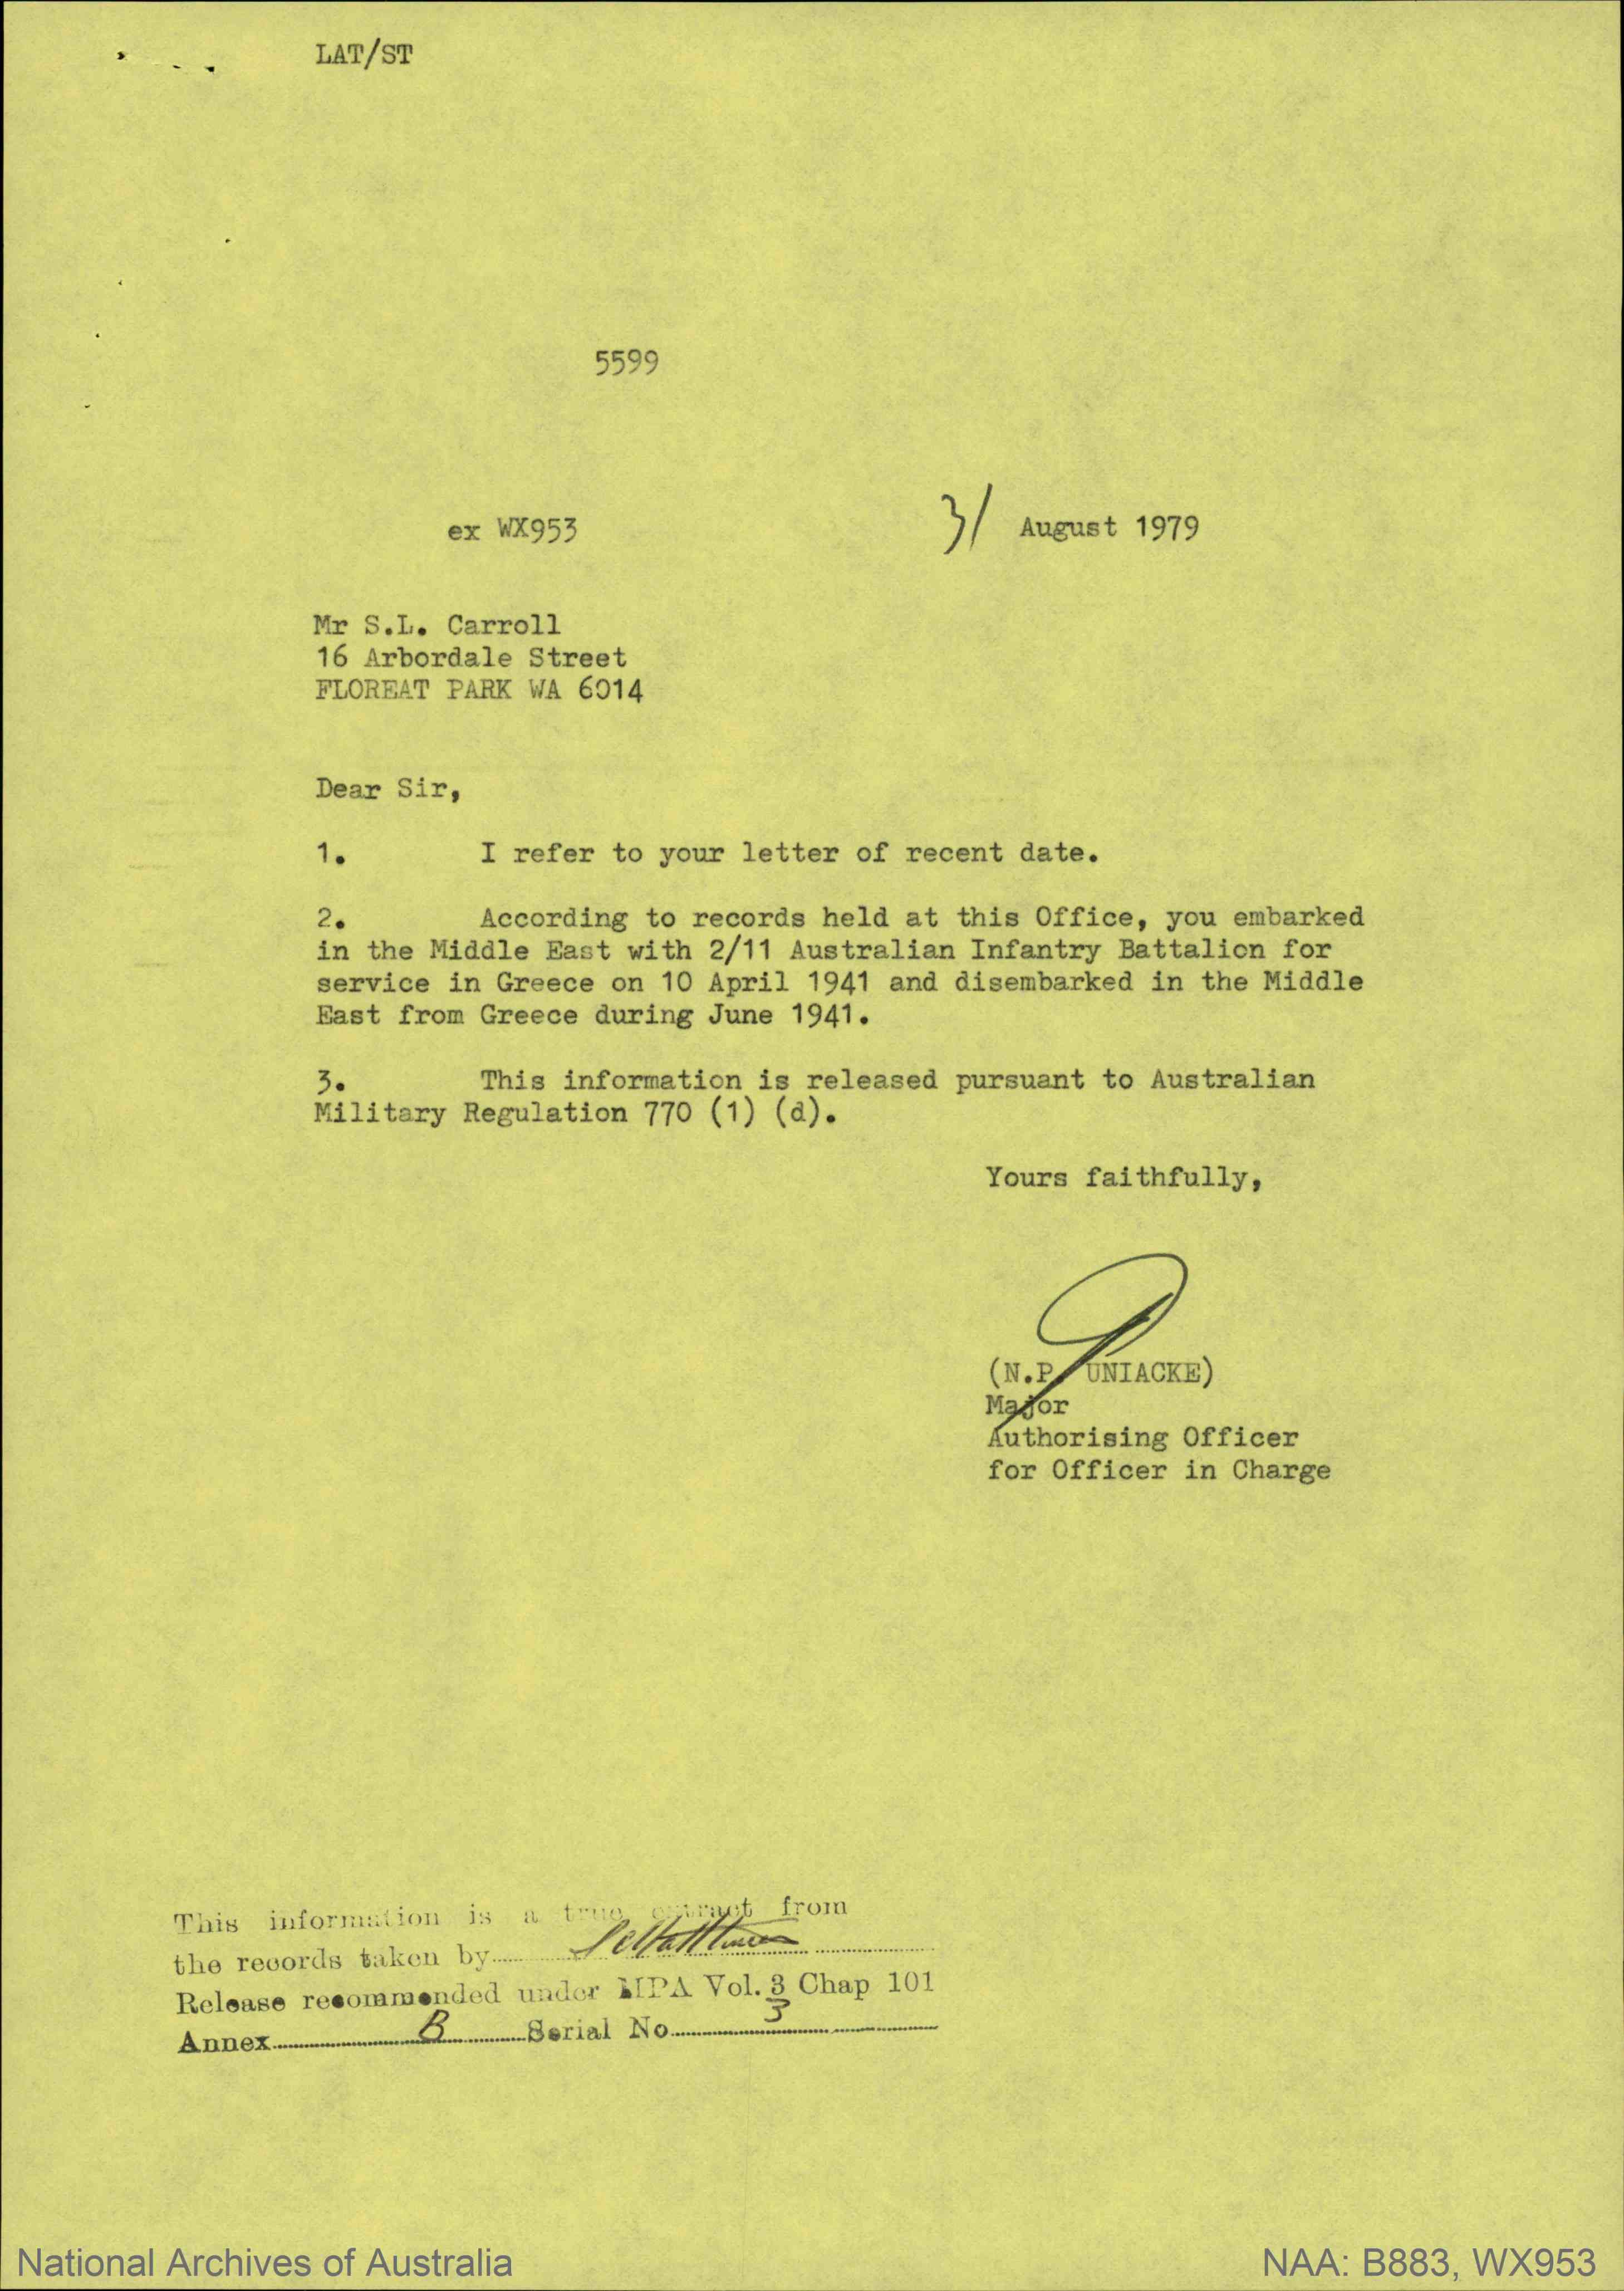 LAT/ST
5599
ex WX953
31 August 1979
Mr S.L. Carroll
16 Arbordale Street
FLOREAT PARK WA 6014
Dear Sir,
1. I refer to your letter of recent date.
2. According to records held at this Office, you embarked
in the Middle East with 2/11 Australian Infantry Battalion for
service in Greece on 10 April 1941 and disembarked in the Middle
East from Greece during June 1941.
3. This information is released pursuant to Australian
Military Regulation 770 (1) (d).
Yours faithfully,
(N.P. UNIACKE)
Major
Authorising Officer
for Officer in Charge
This information is a true extract from
the records taken by
Release recommended under MPA Vol. 3 Chap 101
Annex B Serial No 3
National Archives of Australia
NAA: B883, WX953